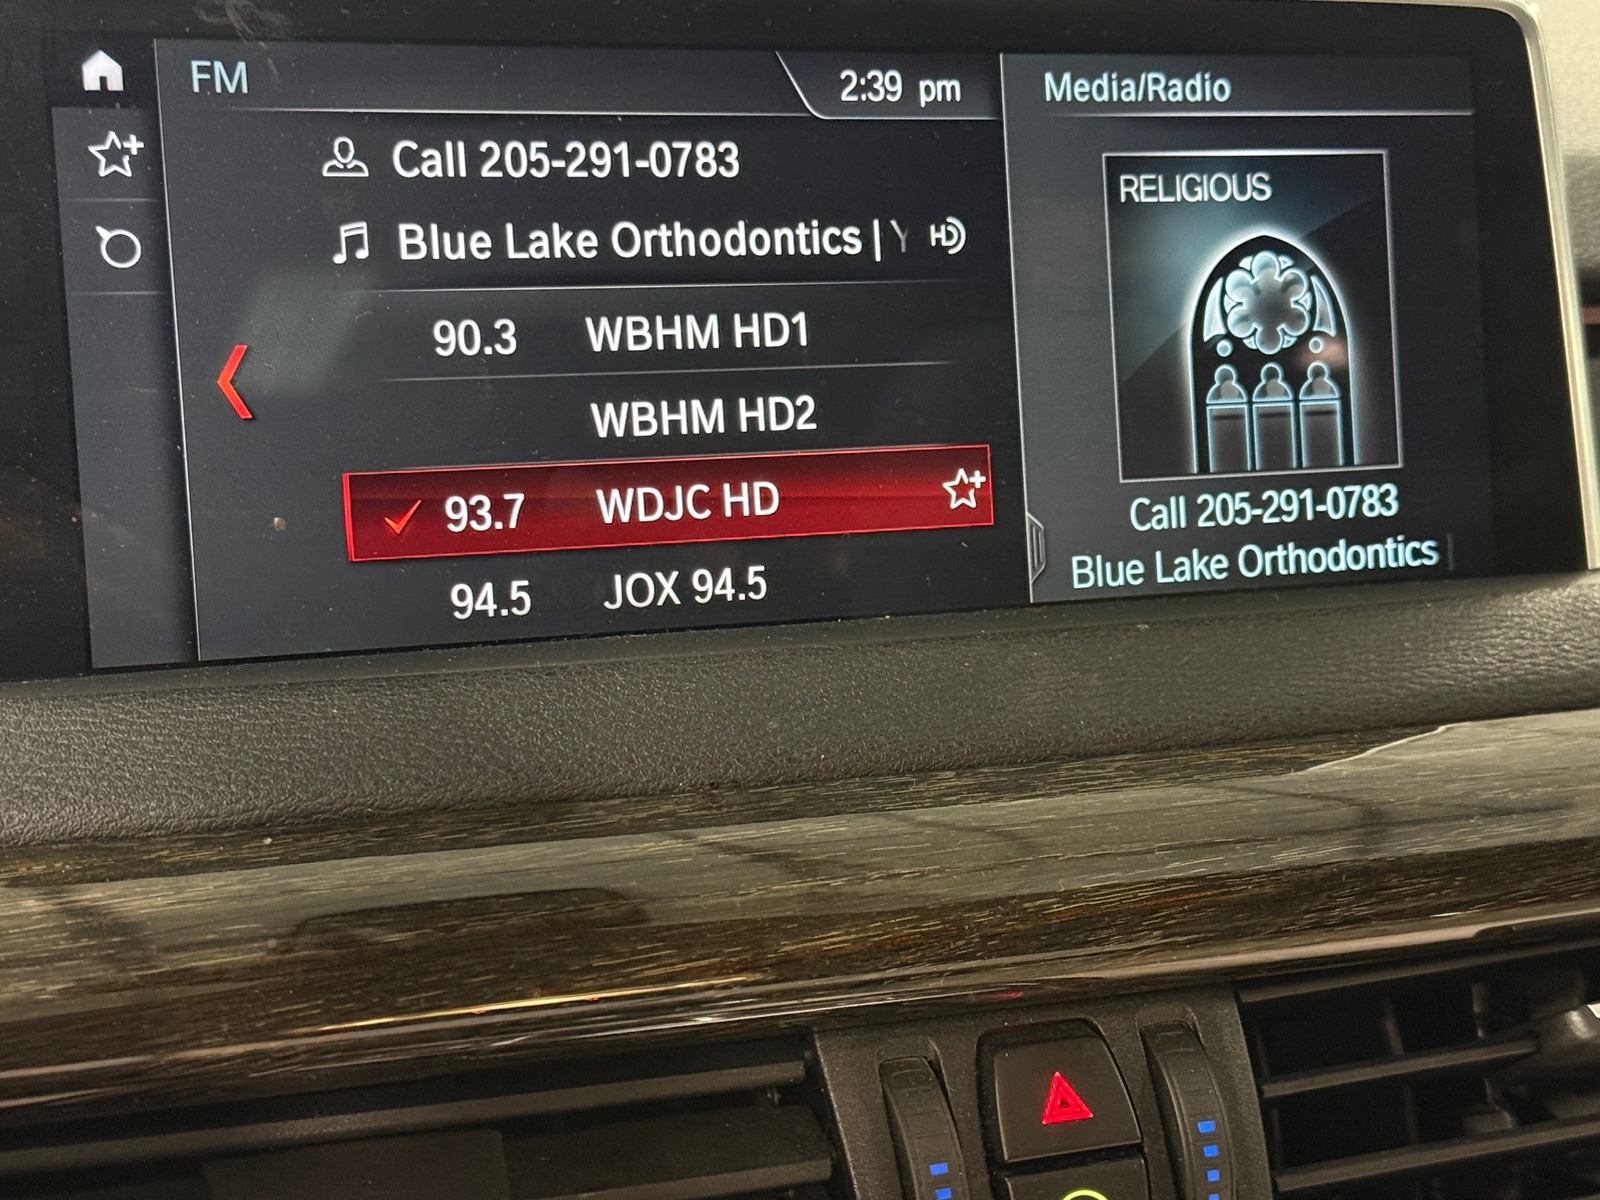 FM
2:39 pm
Call 205-291-0783
Blue Lake Orthodontics | Y
HD
90.3 WBHM HD1
WBHM HD2
93.7 WDJC HD
94.5 JOX 94.5
Media/Radio
RELIGIOUS
Call 205-291-0783
Blue Lake Orthodontics